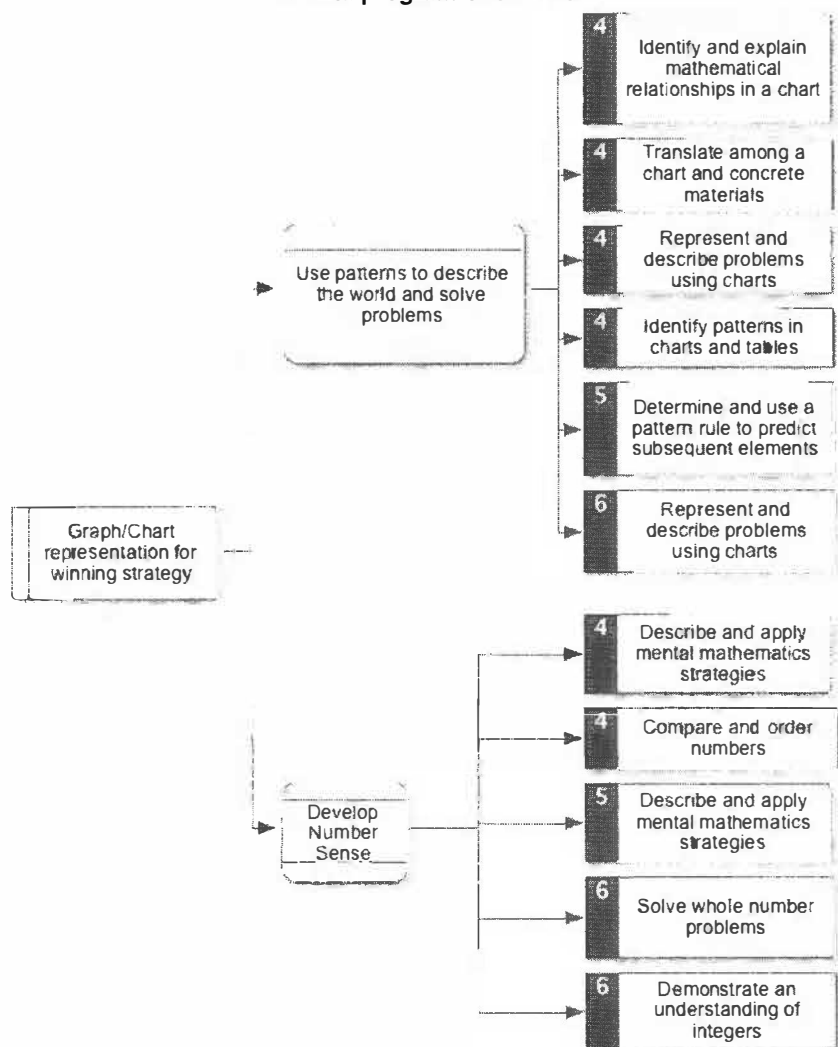 4
Identify and explain
mathematical
relationships in a chart
4
Translate among a
chart and concrete
materials
4
Represent and
describe problems
using charts
Use patterns to describe
the world and solve
problems
4
Identify patterns in
charts and tables
5
Determine and use a
pattern rule to predict
subsequent elements
6
Represent and
describe problems
using charts
Graph/Chart
representation for
winning strategy
4
Describe and apply
mental mathematics
strategies
4
Compare and order
numbers
Develop
Number
Sense
5
Describe and apply
mental mathematics
strategies
6
Solve whole number
problems
6
Demonstrate an
understanding of
integers